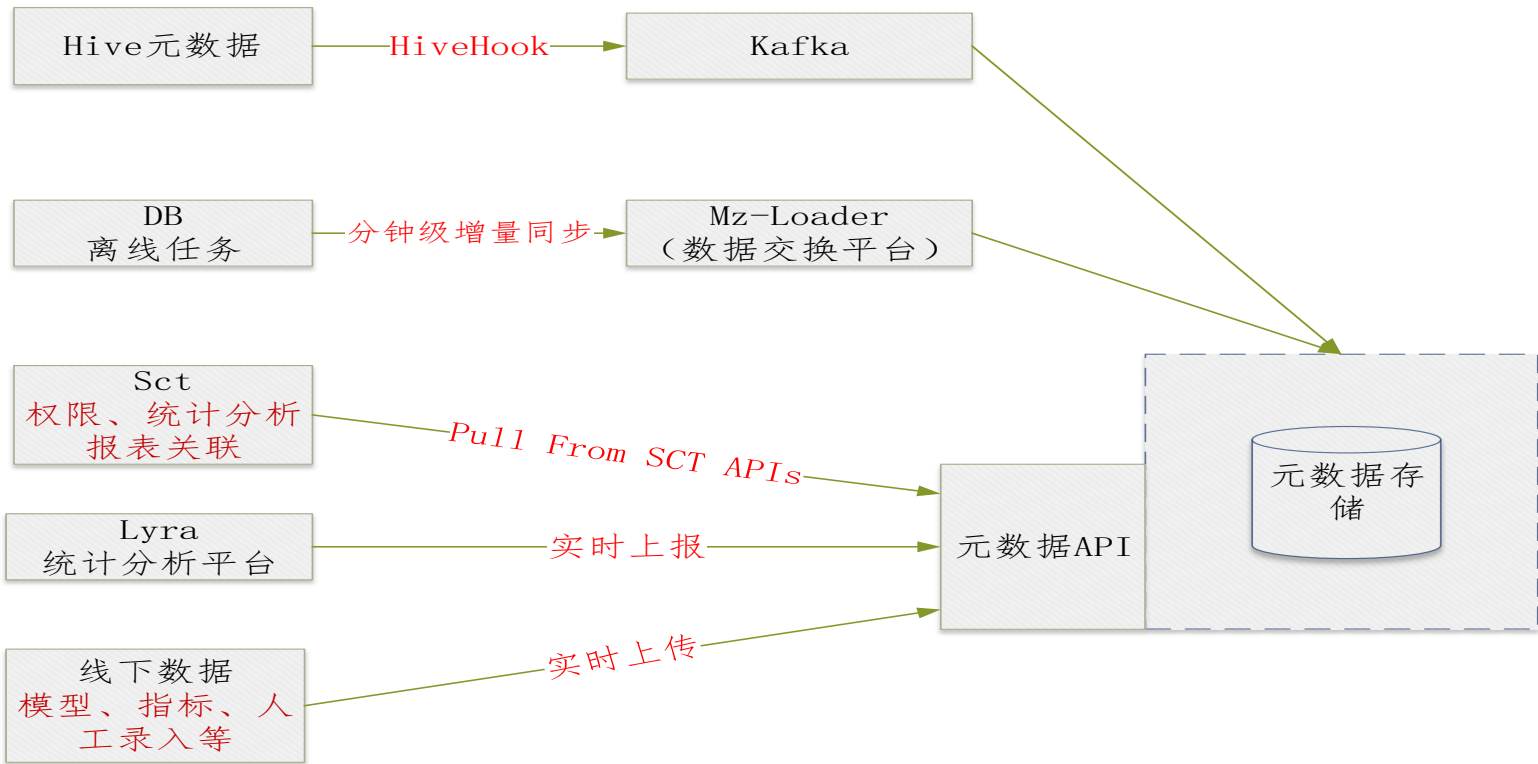 Hive元数据
HiveHook
Kafka
DB
离线任务
分钟级增量同步
Mz-Loader
（数据交换平台）
Sct
权限、统计分析
报表关联
Pull From SCT APIs
Lyra
统计分析平台
实时上报
线下数据
模型、指标、人
工录入等
实时上传
元数据API
元数据存
储